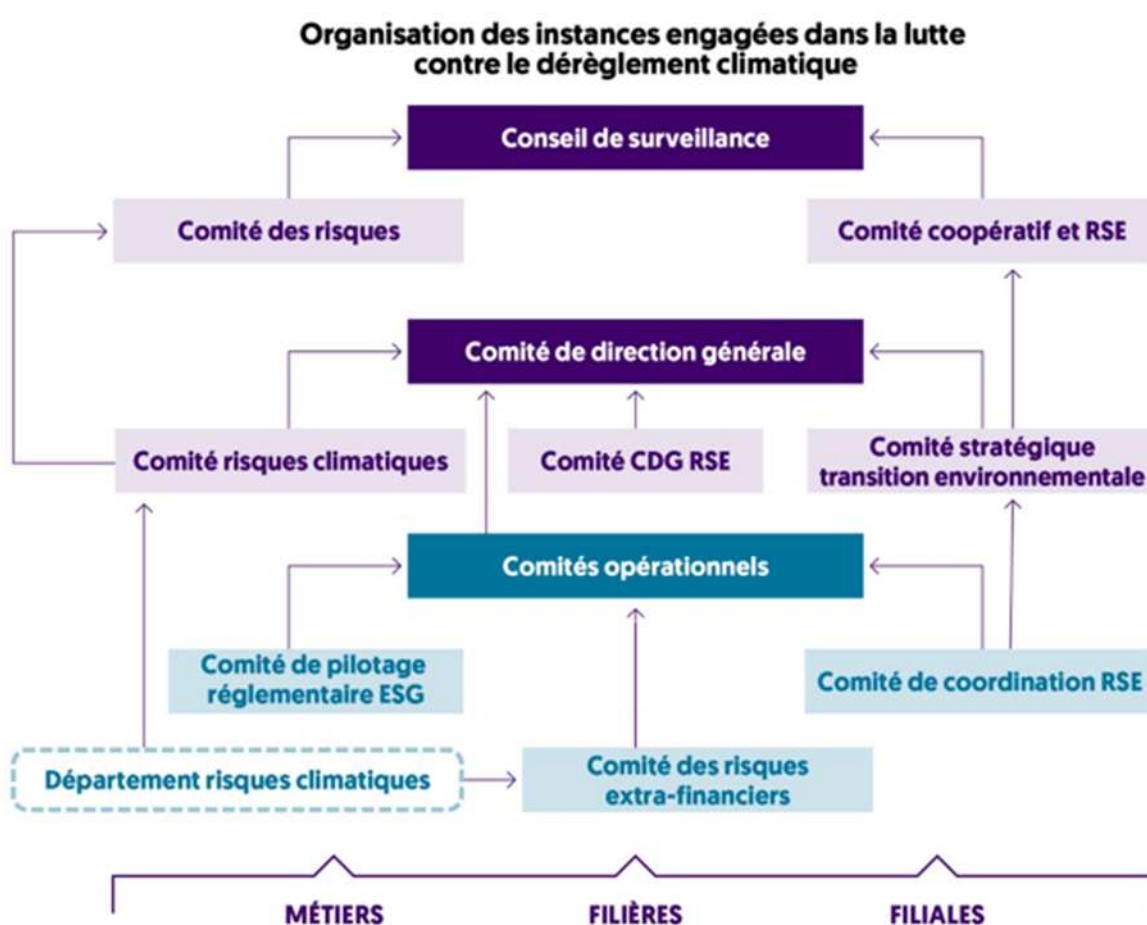 Organisation des instances engagées dans la lutte
contre le dérèglement climatique
Conseil de surveillance
Comité des risques
Comité coopératif et RSE
Comité de direction générale
Comité risques climatiques
Comité CDG RSE
Comité stratégique
transition environnementale
Comités opérationnels
Comité de pilotage
réglementaire ESG
Comité de coordination RSE
Département risques climatiques
Comité des risques
extra-financiers
MÉTIERS
FILIÈRES
FILIALES